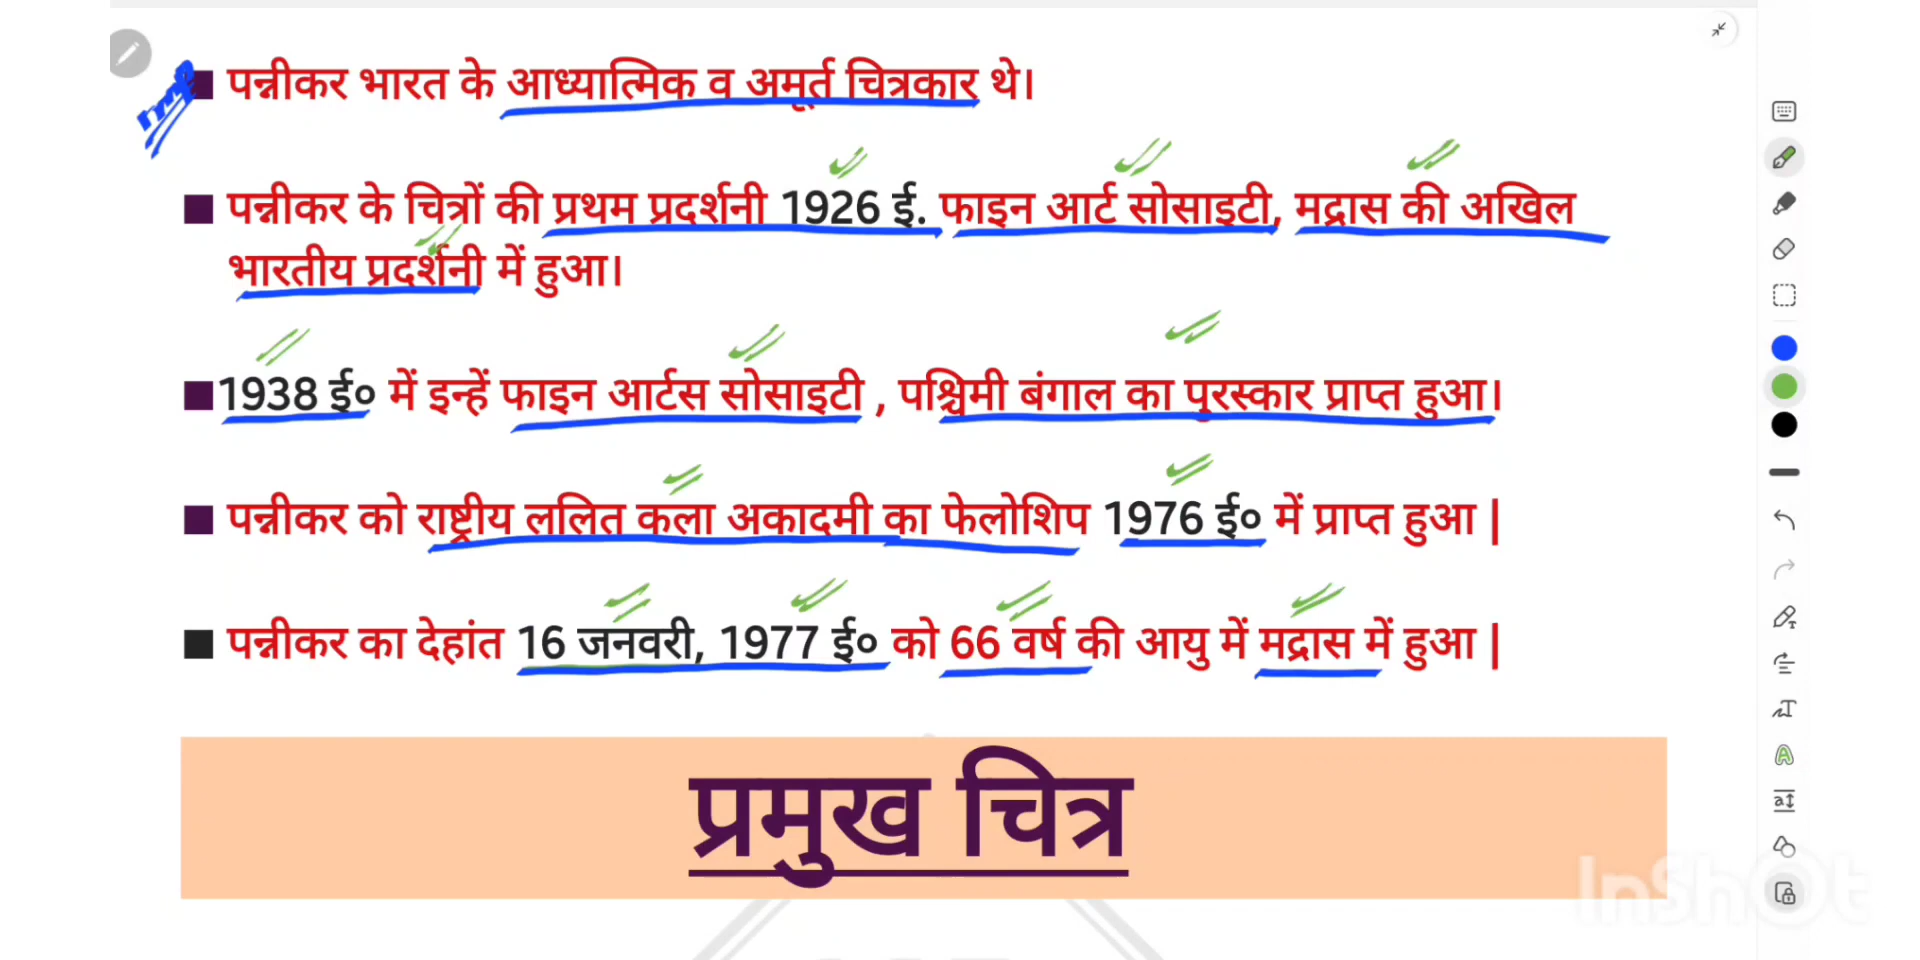 पन्नीकर भारत के आध्यात्मिक व अमूर्त चित्रकार थे।
पन्नीकर के चित्रों की प्रथम प्रदर्शनी 1926 ई. फाइन आर्ट सोसाइटी, मद्रास की अखिल
भारतीय प्रदर्शनी में हुआ।
1938 ई० में इन्हें फाइन आर्टस सोसाइटी , पश्चिमी बंगाल का पुरस्कार प्राप्त हुआ।
पन्नीकर को राष्ट्रीय ललित कला अकादमी का फेलोशिप 1976 ई० में प्राप्त हुआ |
पन्नीकर का देहांत 16 जनवरी, 1977 ई० को 66 वर्ष की आयु में मद्रास में हुआ |
प्रमुख चित्र
InShOt